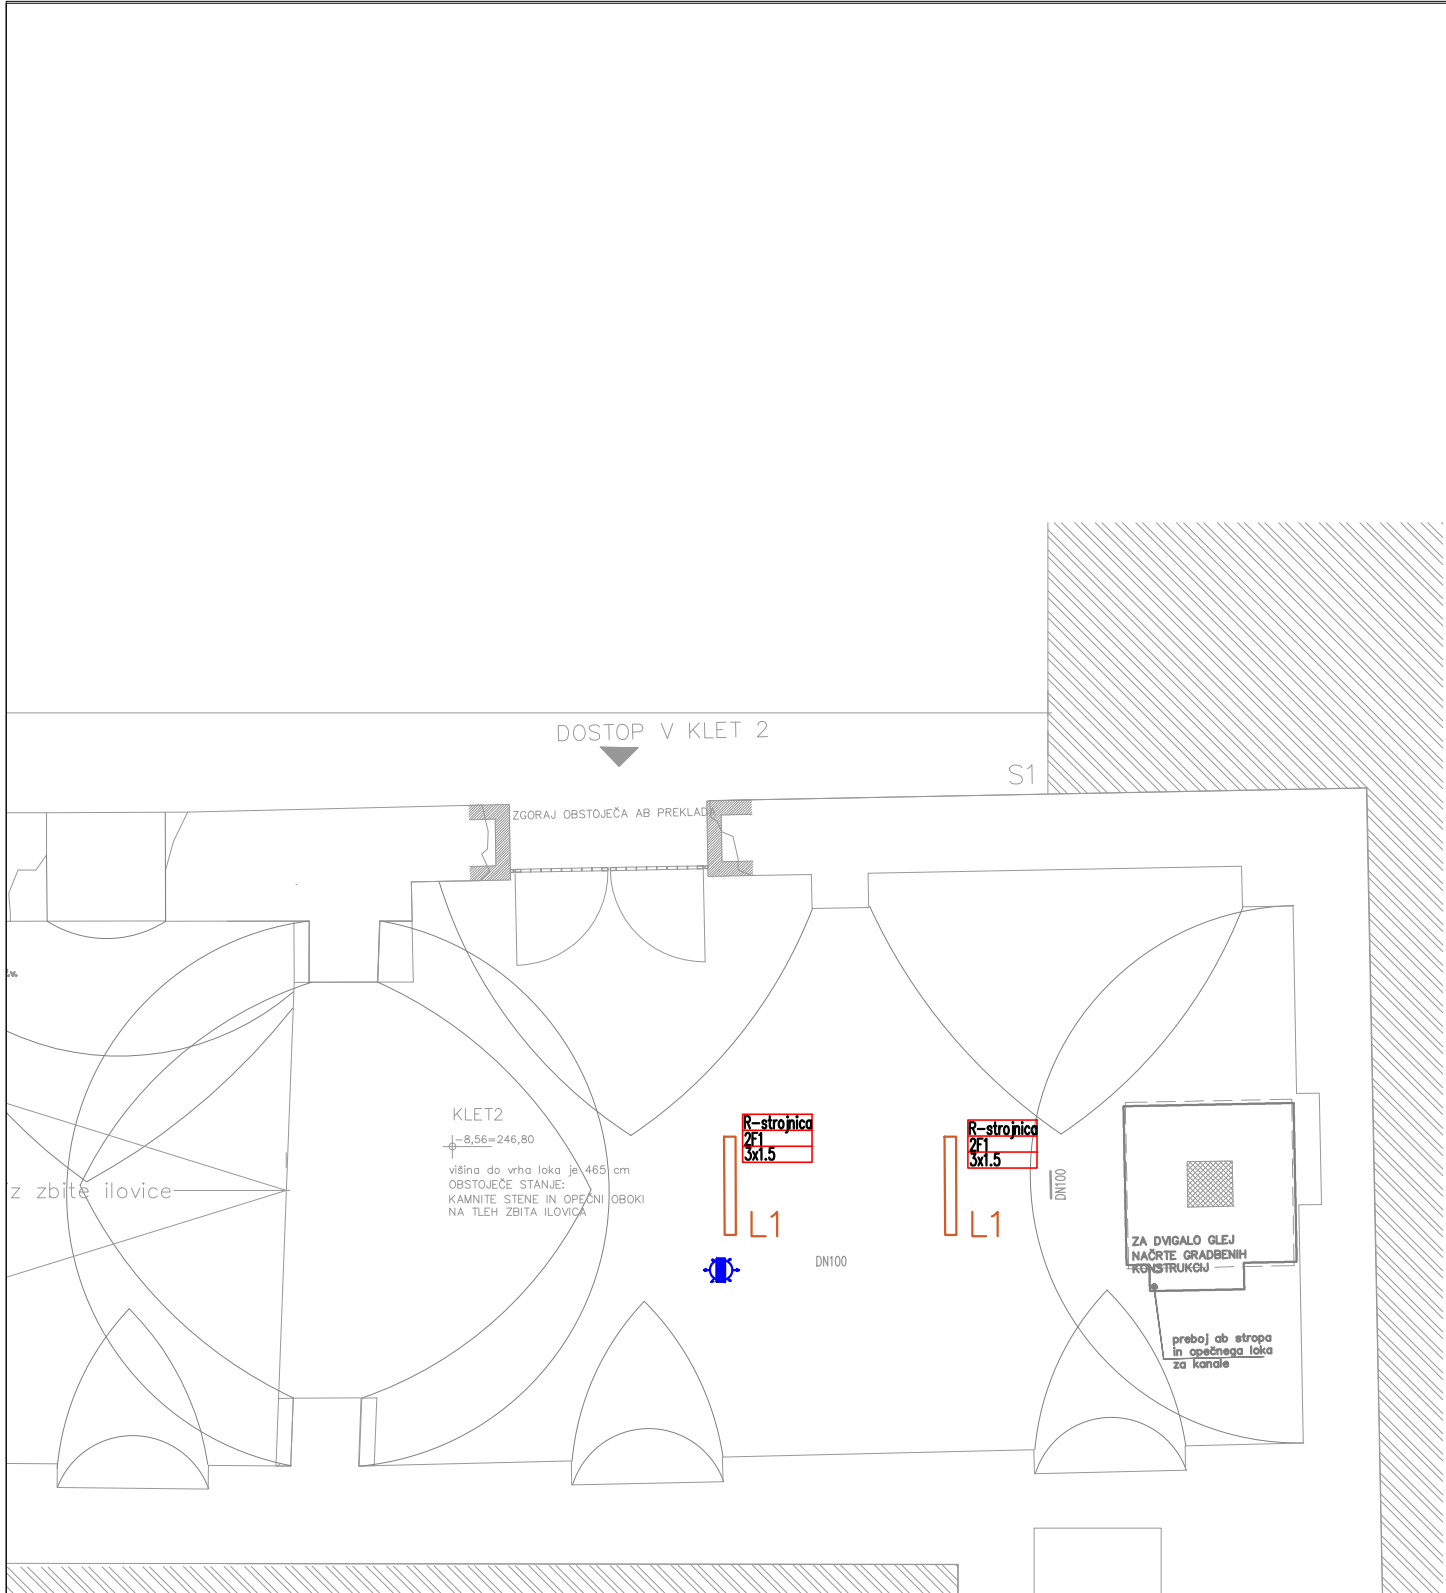 DOSTOP V KLET 2
S1
ZGORAJ OBSTOJEČA AB PREKLADA
KLET2
-8,56=246,80
višina do vrha loka je 465 cm
OBSTOJEČE STANJE:
KAMNITE STENE IN OPEČNI OBOKI
NA TLEH ZBITA ILOVICA
z zbite ilovice
R-strojnica
2F1
3x1.5
L1
R-strojnica
2F1
3x1.5
L1
DN100
DN100
ZA DVIGALO GLEJ
NAČRTE GRADBENIH
KONSTRUKCIJ
preboj ab stropa
in opečnega loka
za kanale